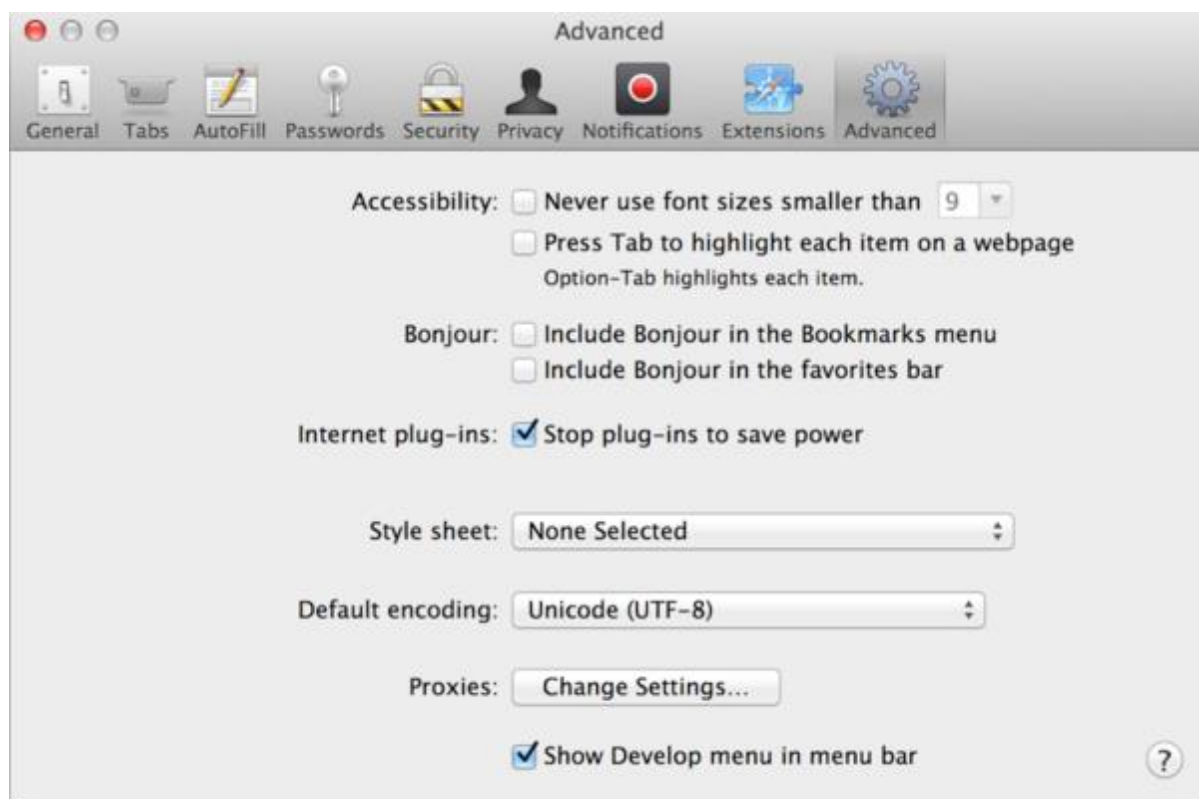 Advanced
General Tabs AutoFill Passwords Security Privacy Notifications Extensions Advanced
Accessibility: Never use font sizes smaller than 9
Press Tab to highlight each item on a webpage
Option-Tab highlights each item.
Bonjour: Include Bonjour in the Bookmarks menu
Include Bonjour in the favorites bar
Internet plug-ins: Stop plug-ins to save power
Style sheet: None Selected
Default encoding: Unicode (UTF-8)
Proxies: Change Settings...
Show Develop menu in menu bar ?